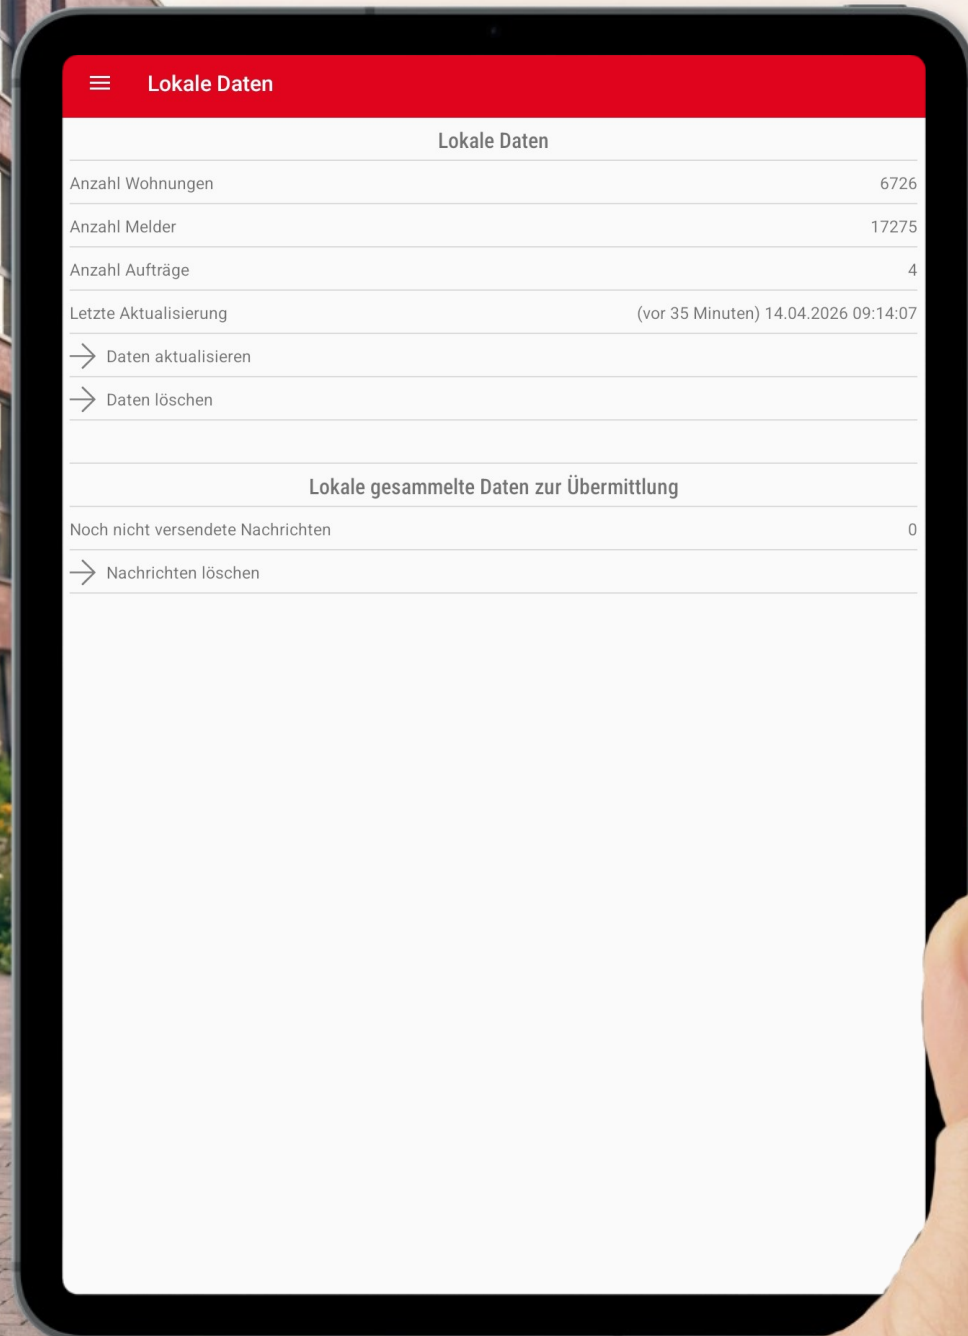 Lokale Daten
Lokale Daten
Anzahl Wohnungen 6726
Anzahl Melder 17275
Anzahl Aufträge 4
Letzte Aktualisierung (vor 35 Minuten) 14.04.2026 09:14:07
Daten aktualisieren
Daten löschen
Lokale gesammelte Daten zur Übermittlung
Noch nicht versendete Nachrichten 0
Nachrichten löschen